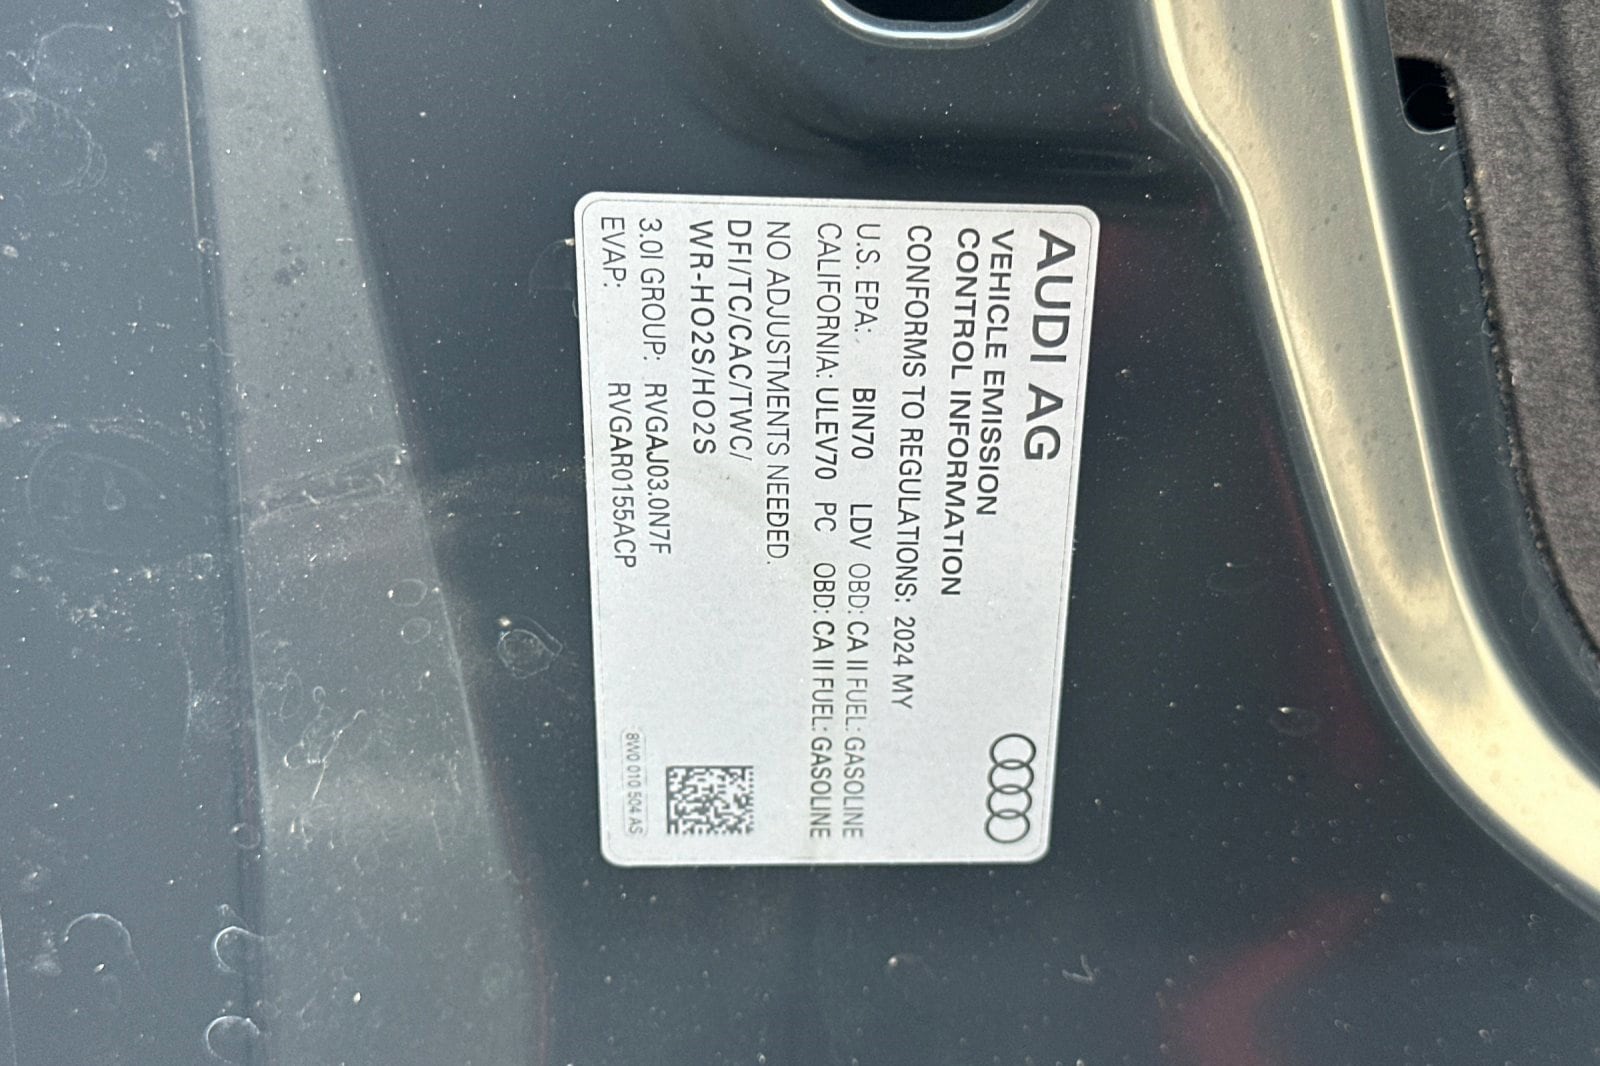 AUDI AG
VEHICLE EMISSION
CONTROL INFORMATION
CONFORMS TO REGULATIONS: 2024 MY
U.S. EPA: BIN70 LDV OBD: CA II FUEL: GASOLINE
CALIFORNIA: ULEV70 PC OBD: CA II FUEL: GASOLINE
NO ADJUSTMENTS NEEDED.
DFI/TC/CAC/TWC/
WR-HO2S/HO2S
3.0l GROUP: RVGAJ03.0N7F
EVAP: RVGAR0155ACP
8W0 010 504 AS